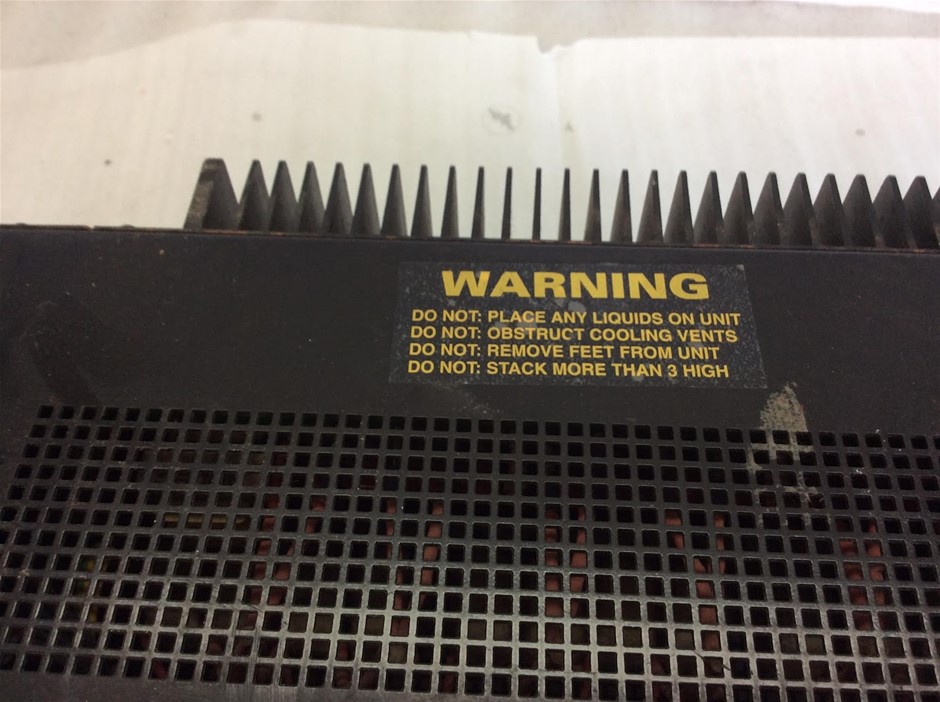 WARNING
DO NOT: PLACE ANY LIQUIDS ON UNIT
DO NOT: OBSTRUCT COOLING VENTS
DO NOT: REMOVE FEET FROM UNIT
DO NOT: STACK MORE THAN 3 HIGH